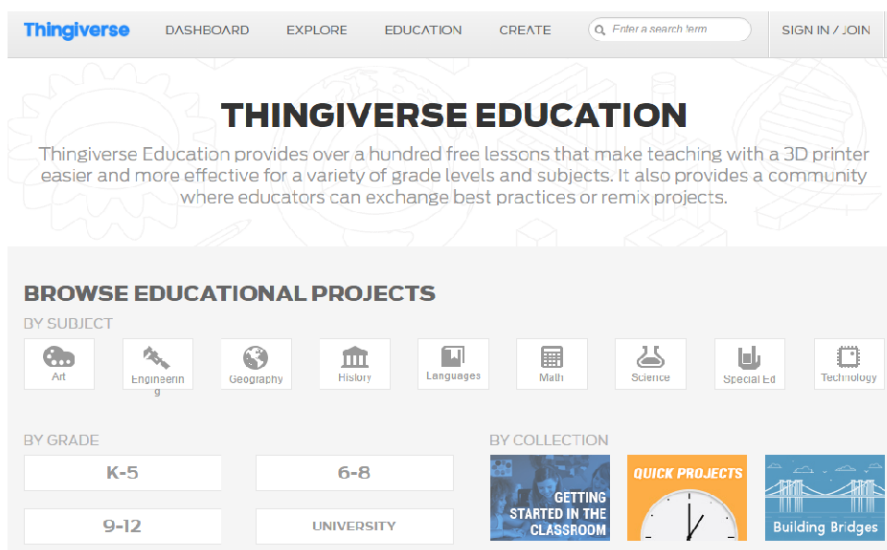 Thingiverse DASHBOARD EXPLORE EDUCATION CREATE Enter a search term SIGN IN / JOIN
THINGIVERSE EDUCATION
Thingiverse Education provides over a hundred free lessons that make teaching with a 3D printer
easier and more effective for a variety of grade levels and subjects. It also provides a community
where educators can exchange best practices or remix projects.
BROWSE EDUCATIONAL PROJECTS
BY SUBJECT
Art Engineerin Geography History Languages Math Science Special Ed Technology
g
BY GRADE BY COLLECTION
K-5 6-8
9-12 UNIVERSITY
GETTING
STARTED IN THE
CLASSROOM
QUICK PROJECTS
Building Bridges